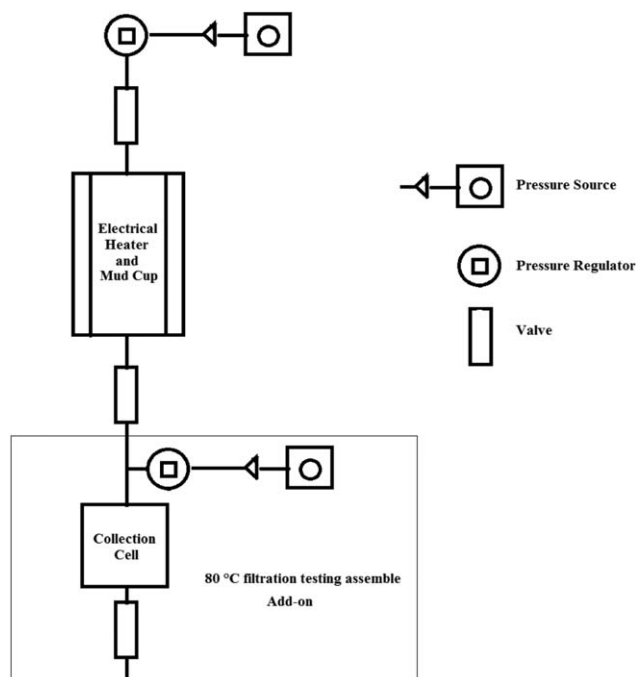 Electrical
Heater
and
Mud Cup
Pressure Source
Pressure Regulator
Valve
Collection
Cell
80 °C filtration testing assemble
Add-on